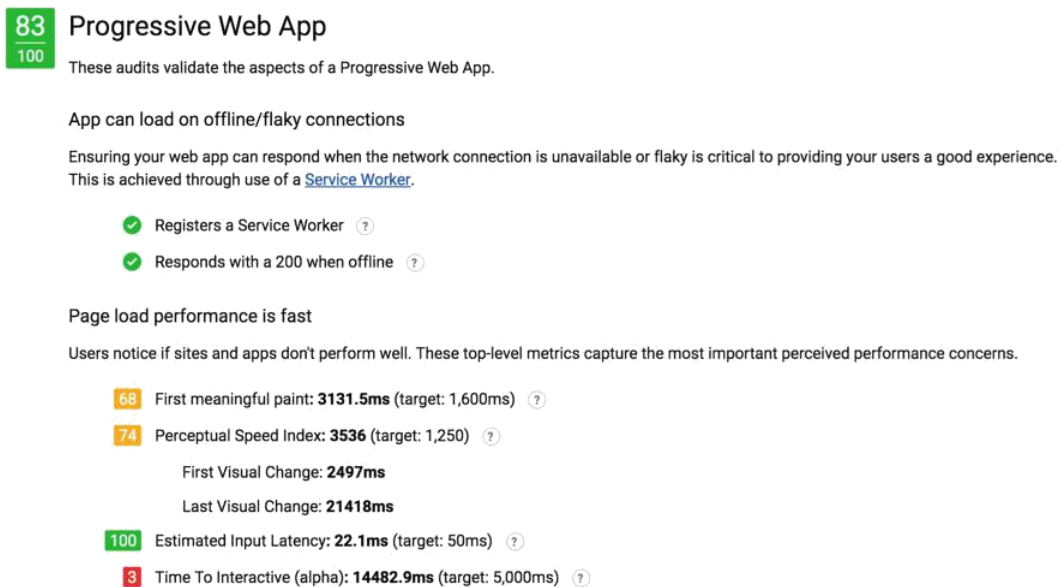 83
100
Progressive Web App
These audits validate the aspects of a Progressive Web App.
App can load on offline/flaky connections
Ensuring your web app can respond when the network connection is unavailable or flaky is critical to providing your users a good experience.
This is achieved through use of a Service Worker.
Registers a Service Worker ?
Responds with a 200 when offline ?
Page load performance is fast
Users notice if sites and apps don't perform well. These top-level metrics capture the most important perceived performance concerns.
68 First meaningful paint: 3131.5ms (target: 1,600ms) ?
74 Perceptual Speed Index: 3536 (target: 1,250) ?
First Visual Change: 2497ms
Last Visual Change: 21418ms
100 Estimated Input Latency: 22.1ms (target: 50ms) ?
3 Time To Interactive (alpha): 14482.9ms (target: 5,000ms) ?